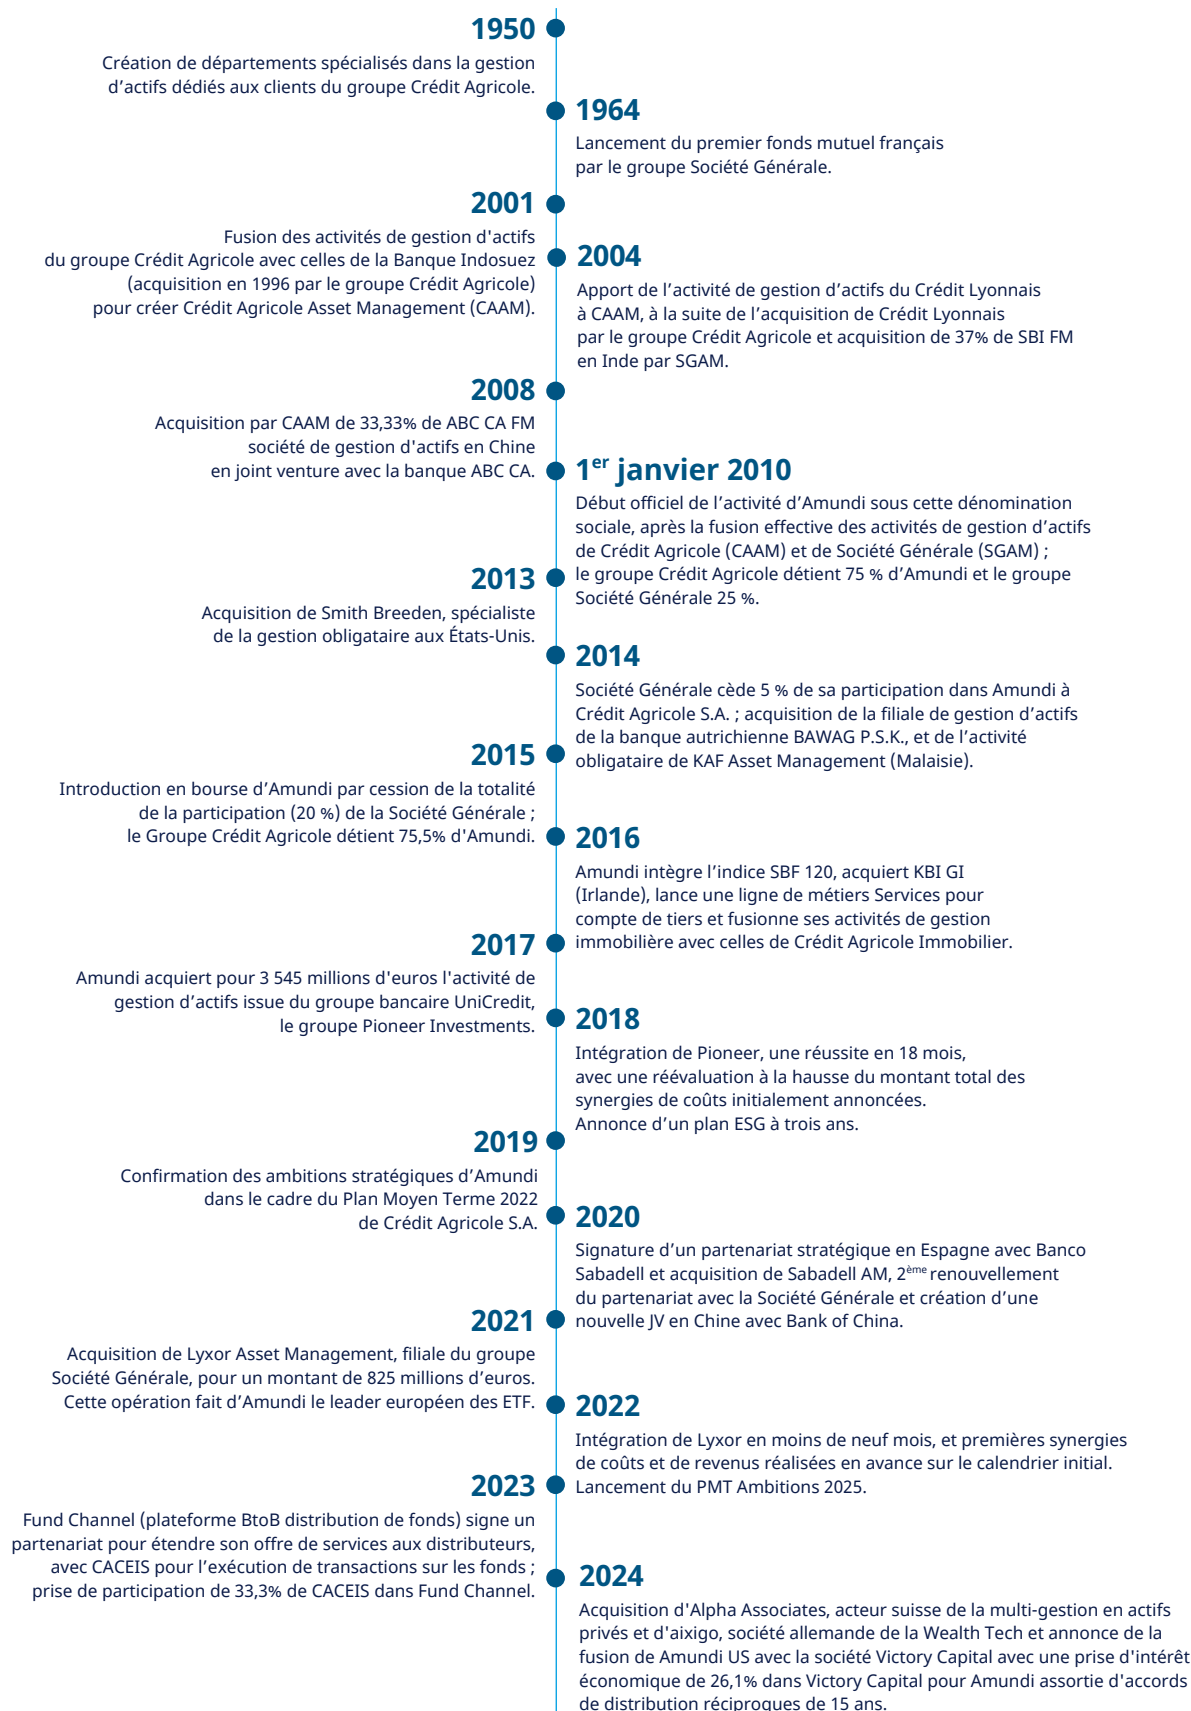 1950
Création de départements spécialisés dans la gestion
d’actifs dédiés aux clients du groupe Crédit Agricole.
1964
Lancement du premier fonds mutuel français
par le groupe Société Générale.
2001
Fusion des activités de gestion d'actifs
du groupe Crédit Agricole avec celles de la Banque Indosuez
(acquisition en 1996 par le groupe Crédit Agricole)
pour créer Crédit Agricole Asset Management (CAAM).
2004
Apport de l’activité de gestion d’actifs du Crédit Lyonnais
à CAAM, à la suite de l’acquisition de Crédit Lyonnais
par le groupe Crédit Agricole et acquisition de 37% de SBI FM
en Inde par SGAM.
2008
Acquisition par CAAM de 33,33% de ABC CA FM
société de gestion d'actifs en Chine
en joint venture avec la banque ABC CA.
1er janvier 2010
Début officiel de l’activité d’Amundi sous cette dénomination
sociale, après la fusion effective des activités de gestion d’actifs
de Crédit Agricole (CAAM) et de Société Générale (SGAM) ;
le groupe Crédit Agricole détient 75 % d’Amundi et le groupe
Société Générale 25 %.
2013
Acquisition de Smith Breeden, spécialiste
de la gestion obligataire aux États-Unis.
2014
Société Générale cède 5 % de sa participation dans Amundi à
Crédit Agricole S.A. ; acquisition de la filiale de gestion d’actifs
de la banque autrichienne BAWAG P.S.K., et de l’activité
obligataire de KAF Asset Management (Malaisie).
2015
Introduction en bourse d’Amundi par cession de la totalité
de la participation (20 %) de la Société Générale ;
le Groupe Crédit Agricole détient 75,5% d'Amundi.
2016
Amundi intègre l’indice SBF 120, acquiert KBI GI
(Irlande), lance une ligne de métiers Services pour
compte de tiers et fusionne ses activités de gestion
immobilière avec celles de Crédit Agricole Immobilier.
2017
Amundi acquiert pour 3 545 millions d'euros l'activité de
gestion d’actifs issue du groupe bancaire UniCredit,
le groupe Pioneer Investments.
2018
Intégration de Pioneer, une réussite en 18 mois,
avec une réévaluation à la hausse du montant total des
synergies de coûts initialement annoncées.
Annonce d’un plan ESG à trois ans.
2019
Confirmation des ambitions stratégiques d’Amundi
dans le cadre du Plan Moyen Terme 2022
de Crédit Agricole S.A.
2020
Signature d’un partenariat stratégique en Espagne avec Banco
Sabadell et acquisition de Sabadell AM, 2ème renouvellement
du partenariat avec la Société Générale et création d’une
nouvelle JV en Chine avec Bank of China.
2021
Acquisition de Lyxor Asset Management, filiale du groupe
Société Générale, pour un montant de 825 millions d’euros.
Cette opération fait d’Amundi le leader européen des ETF.
2022
Intégration de Lyxor en moins de neuf mois, et premières synergies
de coûts et de revenus réalisées en avance sur le calendrier initial.
Lancement du PMT Ambitions 2025.
2023
Fund Channel (plateforme BtoB distribution de fonds) signe un
partenariat pour étendre son offre de services aux distributeurs,
avec CACEIS pour l’exécution de transactions sur les fonds ;
prise de participation de 33,3% de CACEIS dans Fund Channel.
2024
Acquisition d'Alpha Associates, acteur suisse de la multi-gestion en actifs
privés et d'aixigo, société allemande de la Wealth Tech et annonce de la
fusion de Amundi US avec la société Victory Capital avec une prise d'intérêt
économique de 26,1% dans Victory Capital pour Amundi assortie d'accords
de distribution réciproques de 15 ans.